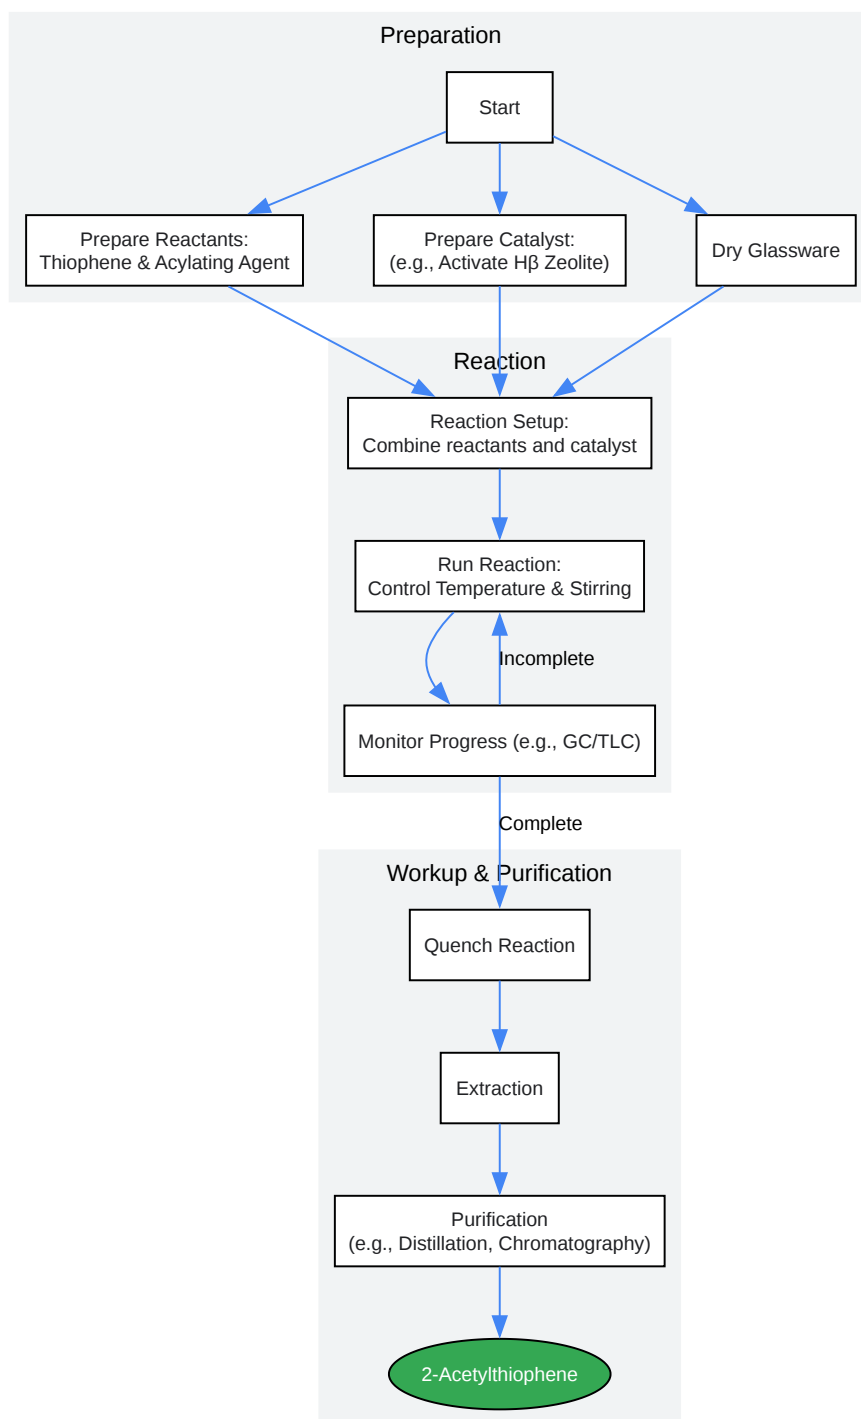 Preparation
Start
Prepare Reactants:
Thiophene & Acylating Agent
Prepare Catalyst:
(e.g., Activate Hβ Zeolite)
Dry Glassware
Reaction
Reaction Setup:
Combine reactants and catalyst
Run Reaction:
Control Temperature & Stirring
Incomplete
Monitor Progress (e.g., GC/TLC)
Complete
Workup & Purification
Quench Reaction
Extraction
Purification
(e.g., Distillation, Chromatography)
2-Acetylthiophene